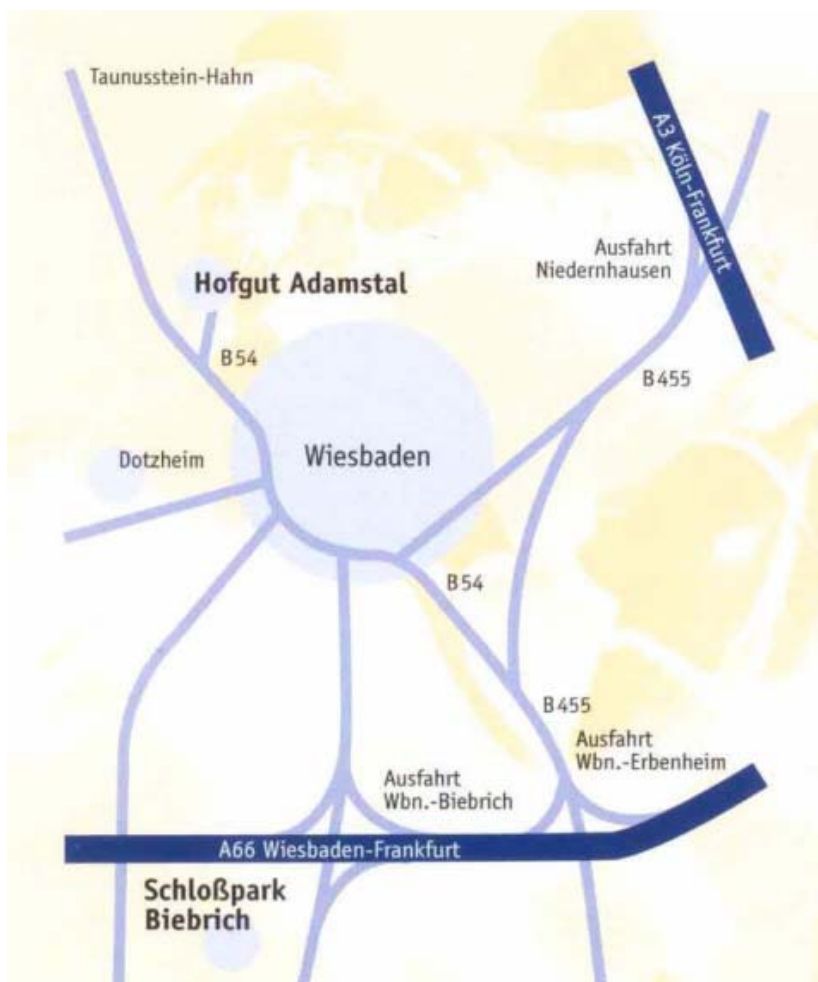 Taunusstein-Hahn
A3 Köln-Frankfurt
Ausfahrt
Niedernhausen
Hofgut Adamstal
B54
B455
Dotzheim
Wiesbaden
B54
B455
Ausfahrt
Wbn.-Erbenheim
Ausfahrt
Wbn.-Biebrich
A66 Wiesbaden-Frankfurt
Schloßpark
Biebrich